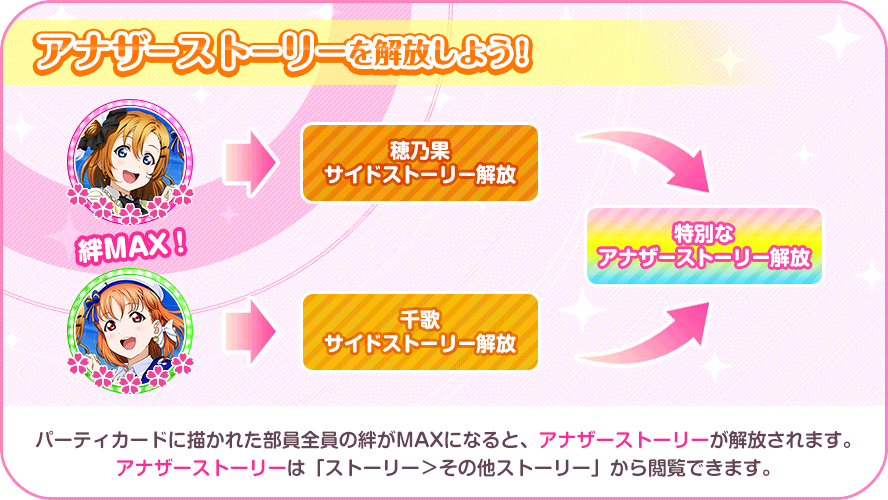 アナザーストーリーを解放しよう!
穂乃果
サイドストーリー解放
絆MAX!
特別な
アナザーストーリー解放
千歌
サイドストーリー解放
パーティカードに描かれた部員全員の絆がMAXになると、アナザーストーリーが解放されます。
アナザーストーリーは「ストーリー＞その他ストーリー」から閲覧できます。